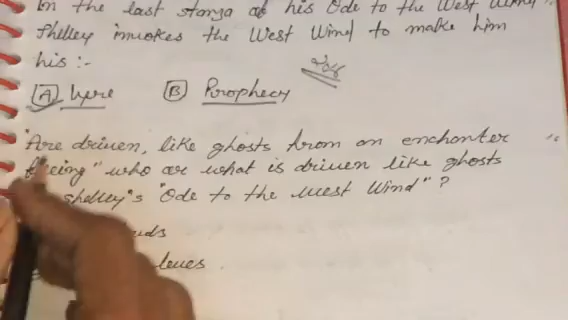 In the last stanza of his Ode to the West Wind
Shelley invokes the West Wind to make him
his :-
A lyre B Prophecy
"Are driven, like ghosts from an enchanter
"who or what is driven like ghosts
Shelley's "Ode to the West Wind"?